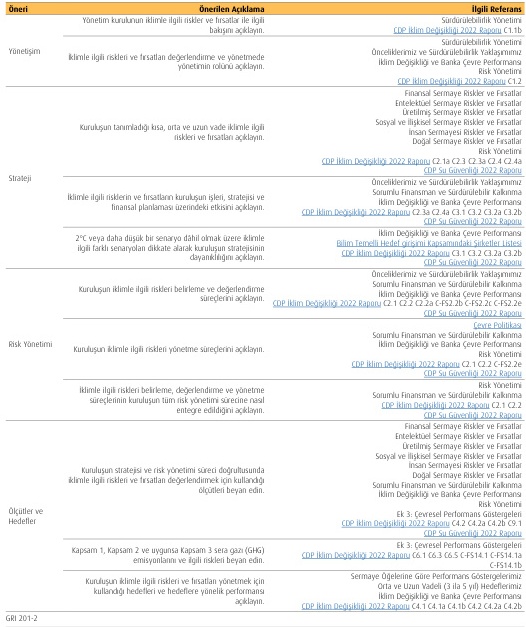 Öneri Önerilen Açıklama İlgili Referans
Yönetişim
Yönetim kurulunun iklimle ilgili riskler ve fırsatlar ile ilgili
bakışını açıklayın.
Sürdürülebilirlik Yönetimi
CDP İklim Değişikliği 2022 Raporu C1.1b
İklimle ilgili riskleri ve fırsatları değerlendirme ve yönetmede
yönetimin rolünü açıklayın.
Sürdürülebilirlik Yönetimi
Önceliklerimiz ve Sürdürülebilirlik Yaklaşımımız
İklim Değişikliği ve Banka Çevre Performansı
Risk Yönetimi
CDP İklim Değişikliği 2022 Raporu C1.2
Strateji
Kuruluşun tanımladığı kısa, orta ve uzun vade iklimle ilgili
riskleri ve fırsatları açıklayın.
Finansal Sermaye Riskler ve Fırsatlar
Entelektüel Sermaye Riskler ve Fırsatlar
Üretilmiş Sermaye Riskler ve Fırsatlar
Sosyal ve İlişkisel Sermaye Riskler ve Fırsatlar
İnsan Sermayesi Riskler ve Fırsatlar
Doğal Sermaye Riskler ve Fırsatlar
Risk Yönetimi
CDP İklim Değişikliği 2022 Raporu C2.1a C2.3 C2.3a C2.4 C2.4a
CDP Su Güvenliği 2022 Raporu
İklimle ilgili risklerin ve fırsatların kuruluşun işleri, stratejisi ve
finansal planlaması üzerindeki etkisini açıklayın.
Önceliklerimiz ve Sürdürülebilirlik Yaklaşımımız
Sorumlu Finansman ve Sürdürülebilir Kalkınma
İklim Değişikliği ve Banka Çevre Performansı
CDP İklim Değişikliği 2022 Raporu C2.3a C2.4a C3.1 C3.2 C3.2a C3.2b
CDP Su Güvenliği 2022 Raporu
2°C veya daha düşük bir senaryo dâhil olmak üzere iklimle
ilgili farklı senaryoları dikkate alarak kuruluşun stratejisinin
dayanıklılığını açıklayın.
İklim Değişikliği ve Banka Çevre Performansı
Bilim Temelli Hedef girişimi Kapsamındaki Şirketler Listesi
CDP İklim Değişikliği 2022 Raporu C3.1 C3.2 C3.2a C3.2b
CDP Su Güvenliği 2022 Raporu
Risk Yönetimi
Kuruluşun iklimle ilgili riskleri belirleme ve değerlendirme
süreçlerini açıklayın.
Önceliklerimiz ve Sürdürülebilirlik Yaklaşımımız
Sorumlu Finansman ve Sürdürülebilir Kalkınma
İklim Değişikliği ve Banka Çevre Performansı
CDP İklim Değişikliği 2022 Raporu C2.1 C2.2 C2.2a C-FS2.2b C-FS2.2c C-FS2.2e
CDP Su Güvenliği 2022 Raporu
Kuruluşun iklimle ilgili riskleri yönetme süreçlerini açıklayın.
Çevre Politikası
Sorumlu Finansman ve Sürdürülebilir Kalkınma
İklim Değişikliği ve Banka Çevre Performansı
Risk Yönetimi
CDP İklim Değişikliği 2022 Raporu C2.1 C2.2 C-FS2.2e
CDP Su Güvenliği 2022 Raporu
İklimle ilgili riskleri belirleme, değerlendirme ve yönetme
süreçlerinin kuruluşun tüm risk yönetimi sürecine nasıl
entegre edildiğini açıklayın.
Risk Yönetimi
Sorumlu Finansman ve Sürdürülebilir Kalkınma
CDP İklim Değişikliği 2022 Raporu C2.1 C2.2
CDP Su Güvenliği 2022 Raporu
Ölçütler ve
Hedefler
Kuruluşun stratejisi ve risk yönetimi süreci doğrultusunda
iklimle ilgili riskleri ve fırsatları değerlendirmek için kullandığı
ölçütleri beyan edin.
Finansal Sermaye Riskler ve Fırsatlar
Entelektüel Sermaye Riskler ve Fırsatlar
Üretilmiş Sermaye Riskler ve Fırsatlar
Sosyal ve İlişkisel Sermaye Riskler ve Fırsatlar
İnsan Sermayesi Riskler ve Fırsatlar
Doğal Sermaye Riskler ve Fırsatlar
Sorumlu Finansman ve Sürdürülebilir Kalkınma
İklim Değişikliği ve Banka Çevre Performansı
Risk Yönetimi
Ek 3: Çevresel Performans Göstergeleri
CDP İklim Değişikliği 2022 Raporu C4.2 C4.2a C4.2b C9.1
CDP Su Güvenliği 2022 Raporu
Kapsam 1, Kapsam 2 ve uygunsa Kapsam 3 sera gazı (GHG)
emisyonlarını ve ilgili riskleri beyan edin.
Ek 3: Çevresel Performans Göstergeleri
CDP İklim Değişikliği 2022 Raporu C6.1 C6.3 C6.5 C-FS14.1 C-FS14.1a
C-FS14.1b
Kuruluşun iklimle ilgili riskleri ve fırsatları yönetmek için
kullandığı hedefleri ve hedeflere yönelik performansı
açıklayın.
Sermaye Öğelerine Göre Performans Göstergelerimiz
Orta ve Uzun Vadeli (3 ila 5 yıl) Hedeflerimiz
İklim Değişikliği ve Banka Çevre Performansı
CDP İklim Değişikliği 2022 Raporu C4.1 C4.1a C4.1b C4.2 C4.2a C4.2b
GRI 201-2